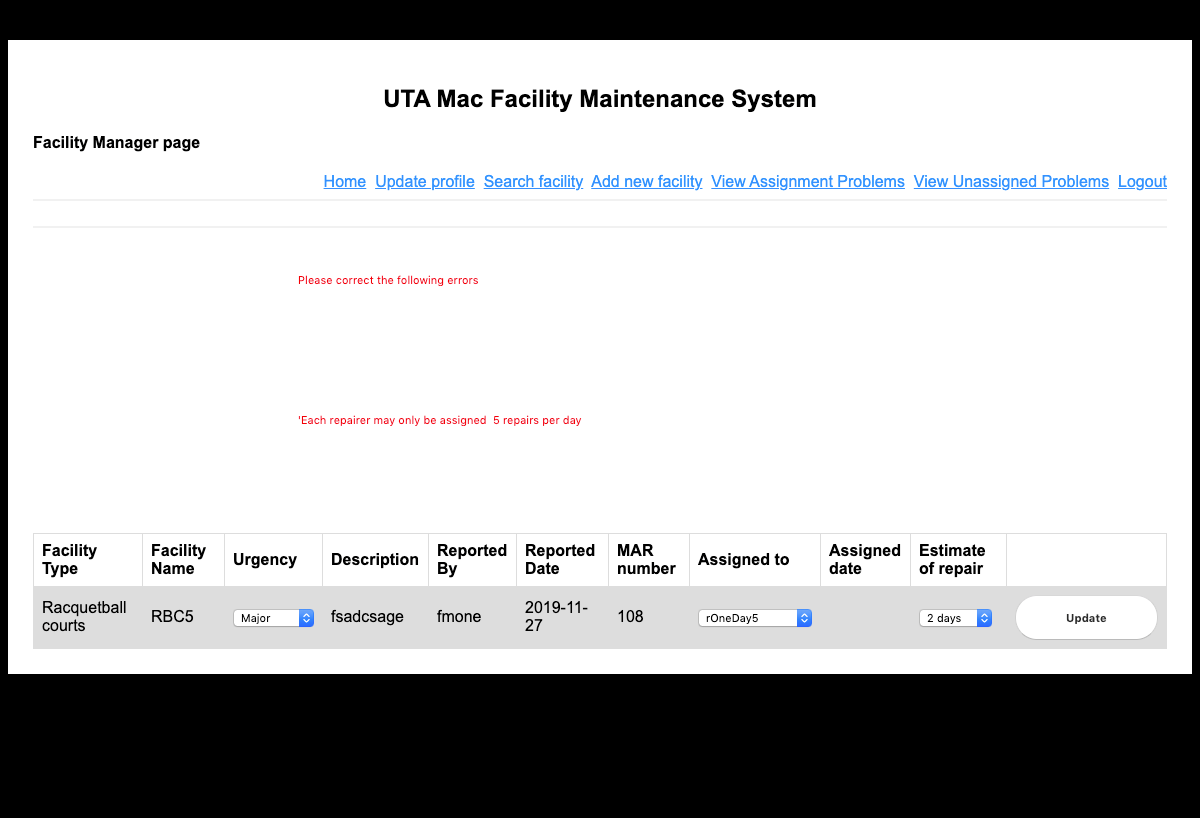 UTA Mac Facility Maintenance System
Facility Manager page
Home Update profile Search facility Add new facility View Assignment Problems View Unassigned Problems Logout
Please correct the following errors
'Each repairer may only be assigned  5 repairs per day
Facility Type Facility Name Urgency Description Reported By Reported Date MAR number Assigned to Assigned date Estimate of repair
Racquetball courts RBC5 Major fsadcsage fmone 2019-11-27 108 rOneDay5 2 days Update